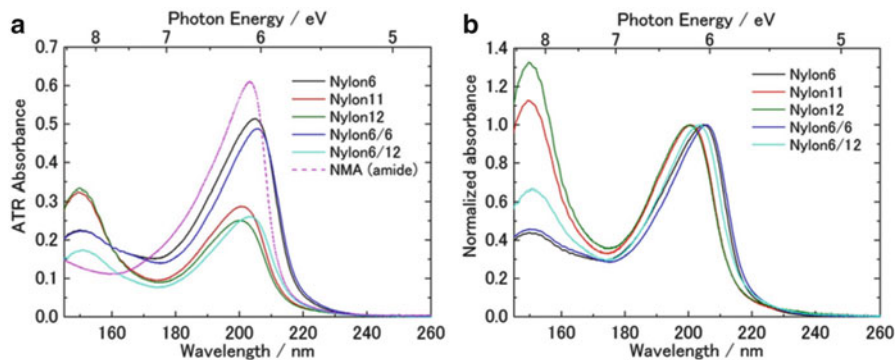 a
Photon Energy / eV
8 7 6 5
0.7
0.6
0.5
0.4
0.3
0.2
0.1
0.0
ATR Absorbance
Nylon6
Nylon11
Nylon12
Nylon6/6
Nylon6/12
NMA (amide)
160 180 200 220 240 260
Wavelength / nm
b
Photon Energy / eV
8 7 6 5
1.4
1.2
1.0
0.8
0.6
0.4
0.2
0.0
Normalized absorbance
Nylon6
Nylon11
Nylon12
Nylon6/6
Nylon6/12
160 180 200 220 240 260
Wavelength / nm